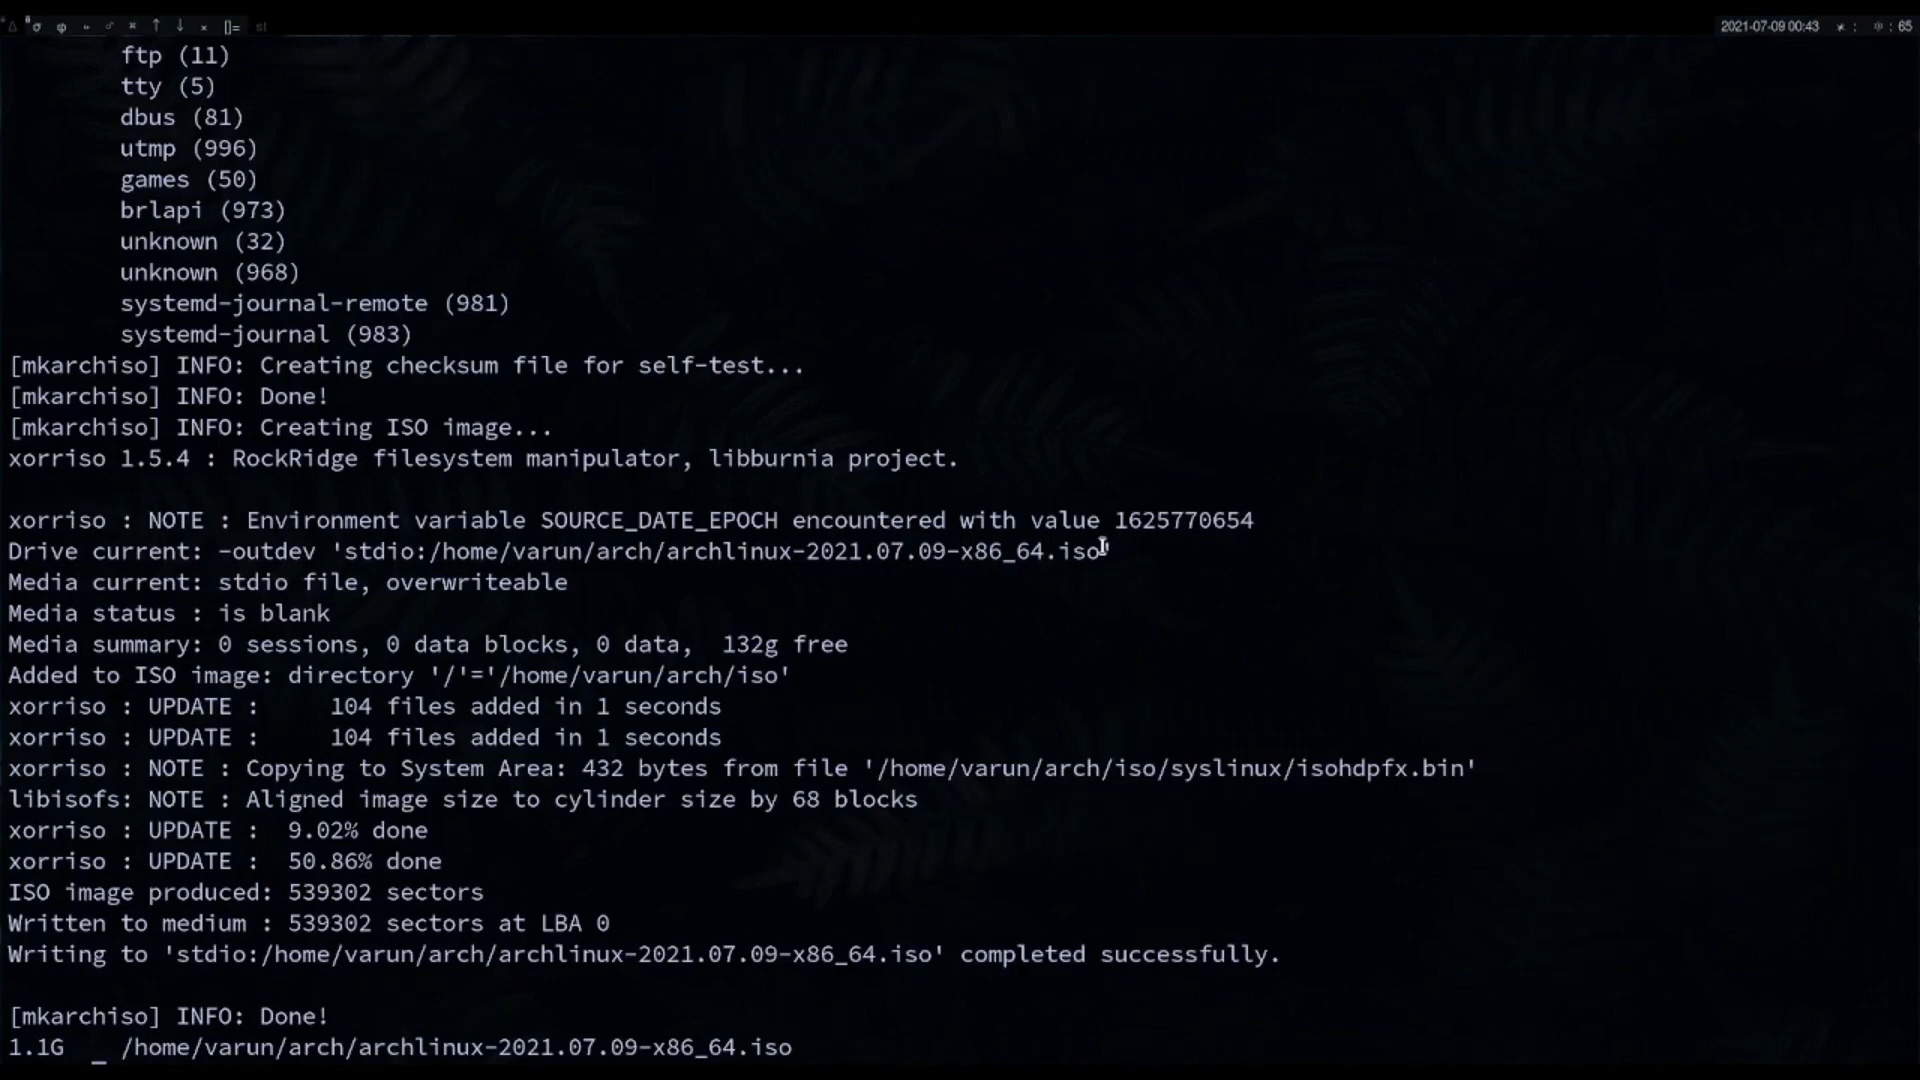 []= st 2021-07-09 00:43 : : 65
ftp (11)
tty (5)
dbus (81)
utmp (996)
games (50)
brlapi (973)
unknown (32)
unknown (968)
systemd-journal-remote (981)
systemd-journal (983)
[mkarchiso] INFO: Creating checksum file for self-test...
[mkarchiso] INFO: Done!
[mkarchiso] INFO: Creating ISO image...
xorriso 1.5.4 : RockRidge filesystem manipulator, libburnia project.
xorriso : NOTE : Environment variable SOURCE_DATE_EPOCH encountered with value 1625770654
Drive current: -outdev 'stdio:/home/varun/arch/archlinux-2021.07.09-x86_64.iso'
Media current: stdio file, overwriteable
Media status : is blank
Media summary: 0 sessions, 0 data blocks, 0 data,  132g free
Added to ISO image: directory '/'='/home/varun/arch/iso'
xorriso : UPDATE :     104 files added in 1 seconds
xorriso : UPDATE :     104 files added in 1 seconds
xorriso : NOTE : Copying to System Area: 432 bytes from file '/home/varun/arch/iso/syslinux/isohdpfx.bin'
libisofs: NOTE : Aligned image size to cylinder size by 68 blocks
xorriso : UPDATE :  9.02% done
xorriso : UPDATE :  50.86% done
ISO image produced: 539302 sectors
Written to medium : 539302 sectors at LBA 0
Writing to 'stdio:/home/varun/arch/archlinux-2021.07.09-x86_64.iso' completed successfully.
[mkarchiso] INFO: Done!
1.1G  _ /home/varun/arch/archlinux-2021.07.09-x86_64.iso